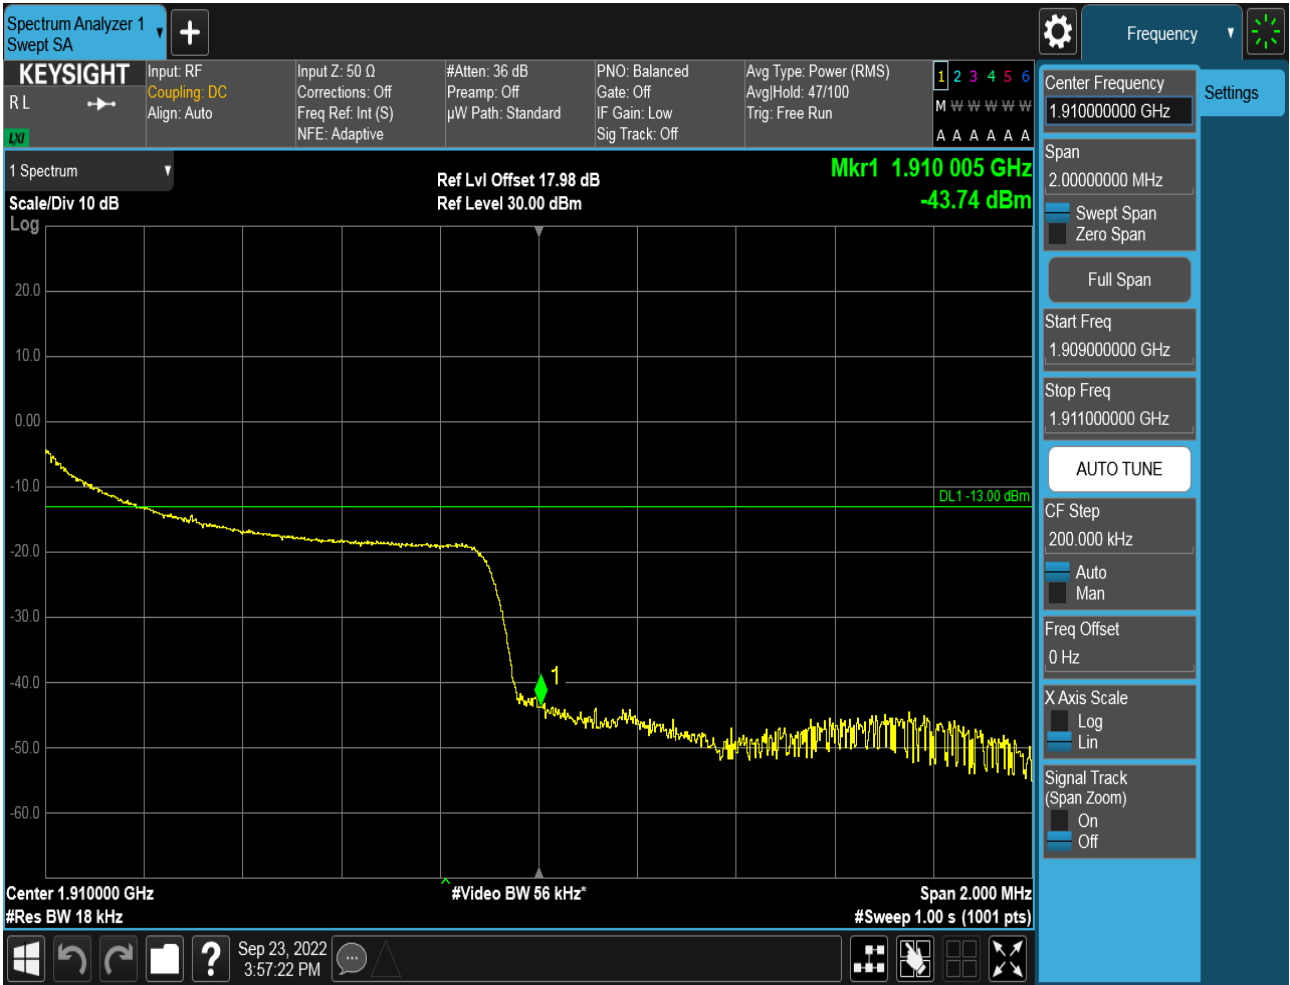 Spectrum Analyzer 1
Swept SA
Frequency
KEYSIGHT
R L
LXI
Input: RF
Coupling: DC
Align: Auto
Input Z: 50 Ω
Corrections: Off
Freq Ref: Int (S)
NFE: Adaptive
#Atten: 36 dB
Preamp: Off
µW Path: Standard
PNO: Balanced
Gate: Off
IF Gain: Low
Sig Track: Off
Avg Type: Power (RMS)
Avg|Hold: 47/100
Trig: Free Run
1 2 3 4 5 6
M W W W W W
A A A A A A
Center Frequency
1.910000000 GHz
Settings
Span
2.00000000 MHz
Swept Span
Zero Span
Full Span
Start Freq
1.909000000 GHz
Stop Freq
1.911000000 GHz
AUTO TUNE
CF Step
200.000 kHz
Auto
Man
Freq Offset
0 Hz
X Axis Scale
Log
Lin
Signal Track
(Span Zoom)
On
Off
1 Spectrum
Scale/Div 10 dB
Log
Ref Lvl Offset 17.98 dB
Ref Level 30.00 dBm
Mkr1 1.910 005 GHz
-43.74 dBm
20.0
10.0
0.00
-10.0
DL1 -13.00 dBm
-20.0
-30.0
-40.0
1
-50.0
-60.0
Center 1.910000 GHz
#Video BW 56 kHz*
Span 2.000 MHz
#Res BW 18 kHz
#Sweep 1.00 s (1001 pts)
?
Sep 23, 2022
3:57:22 PM